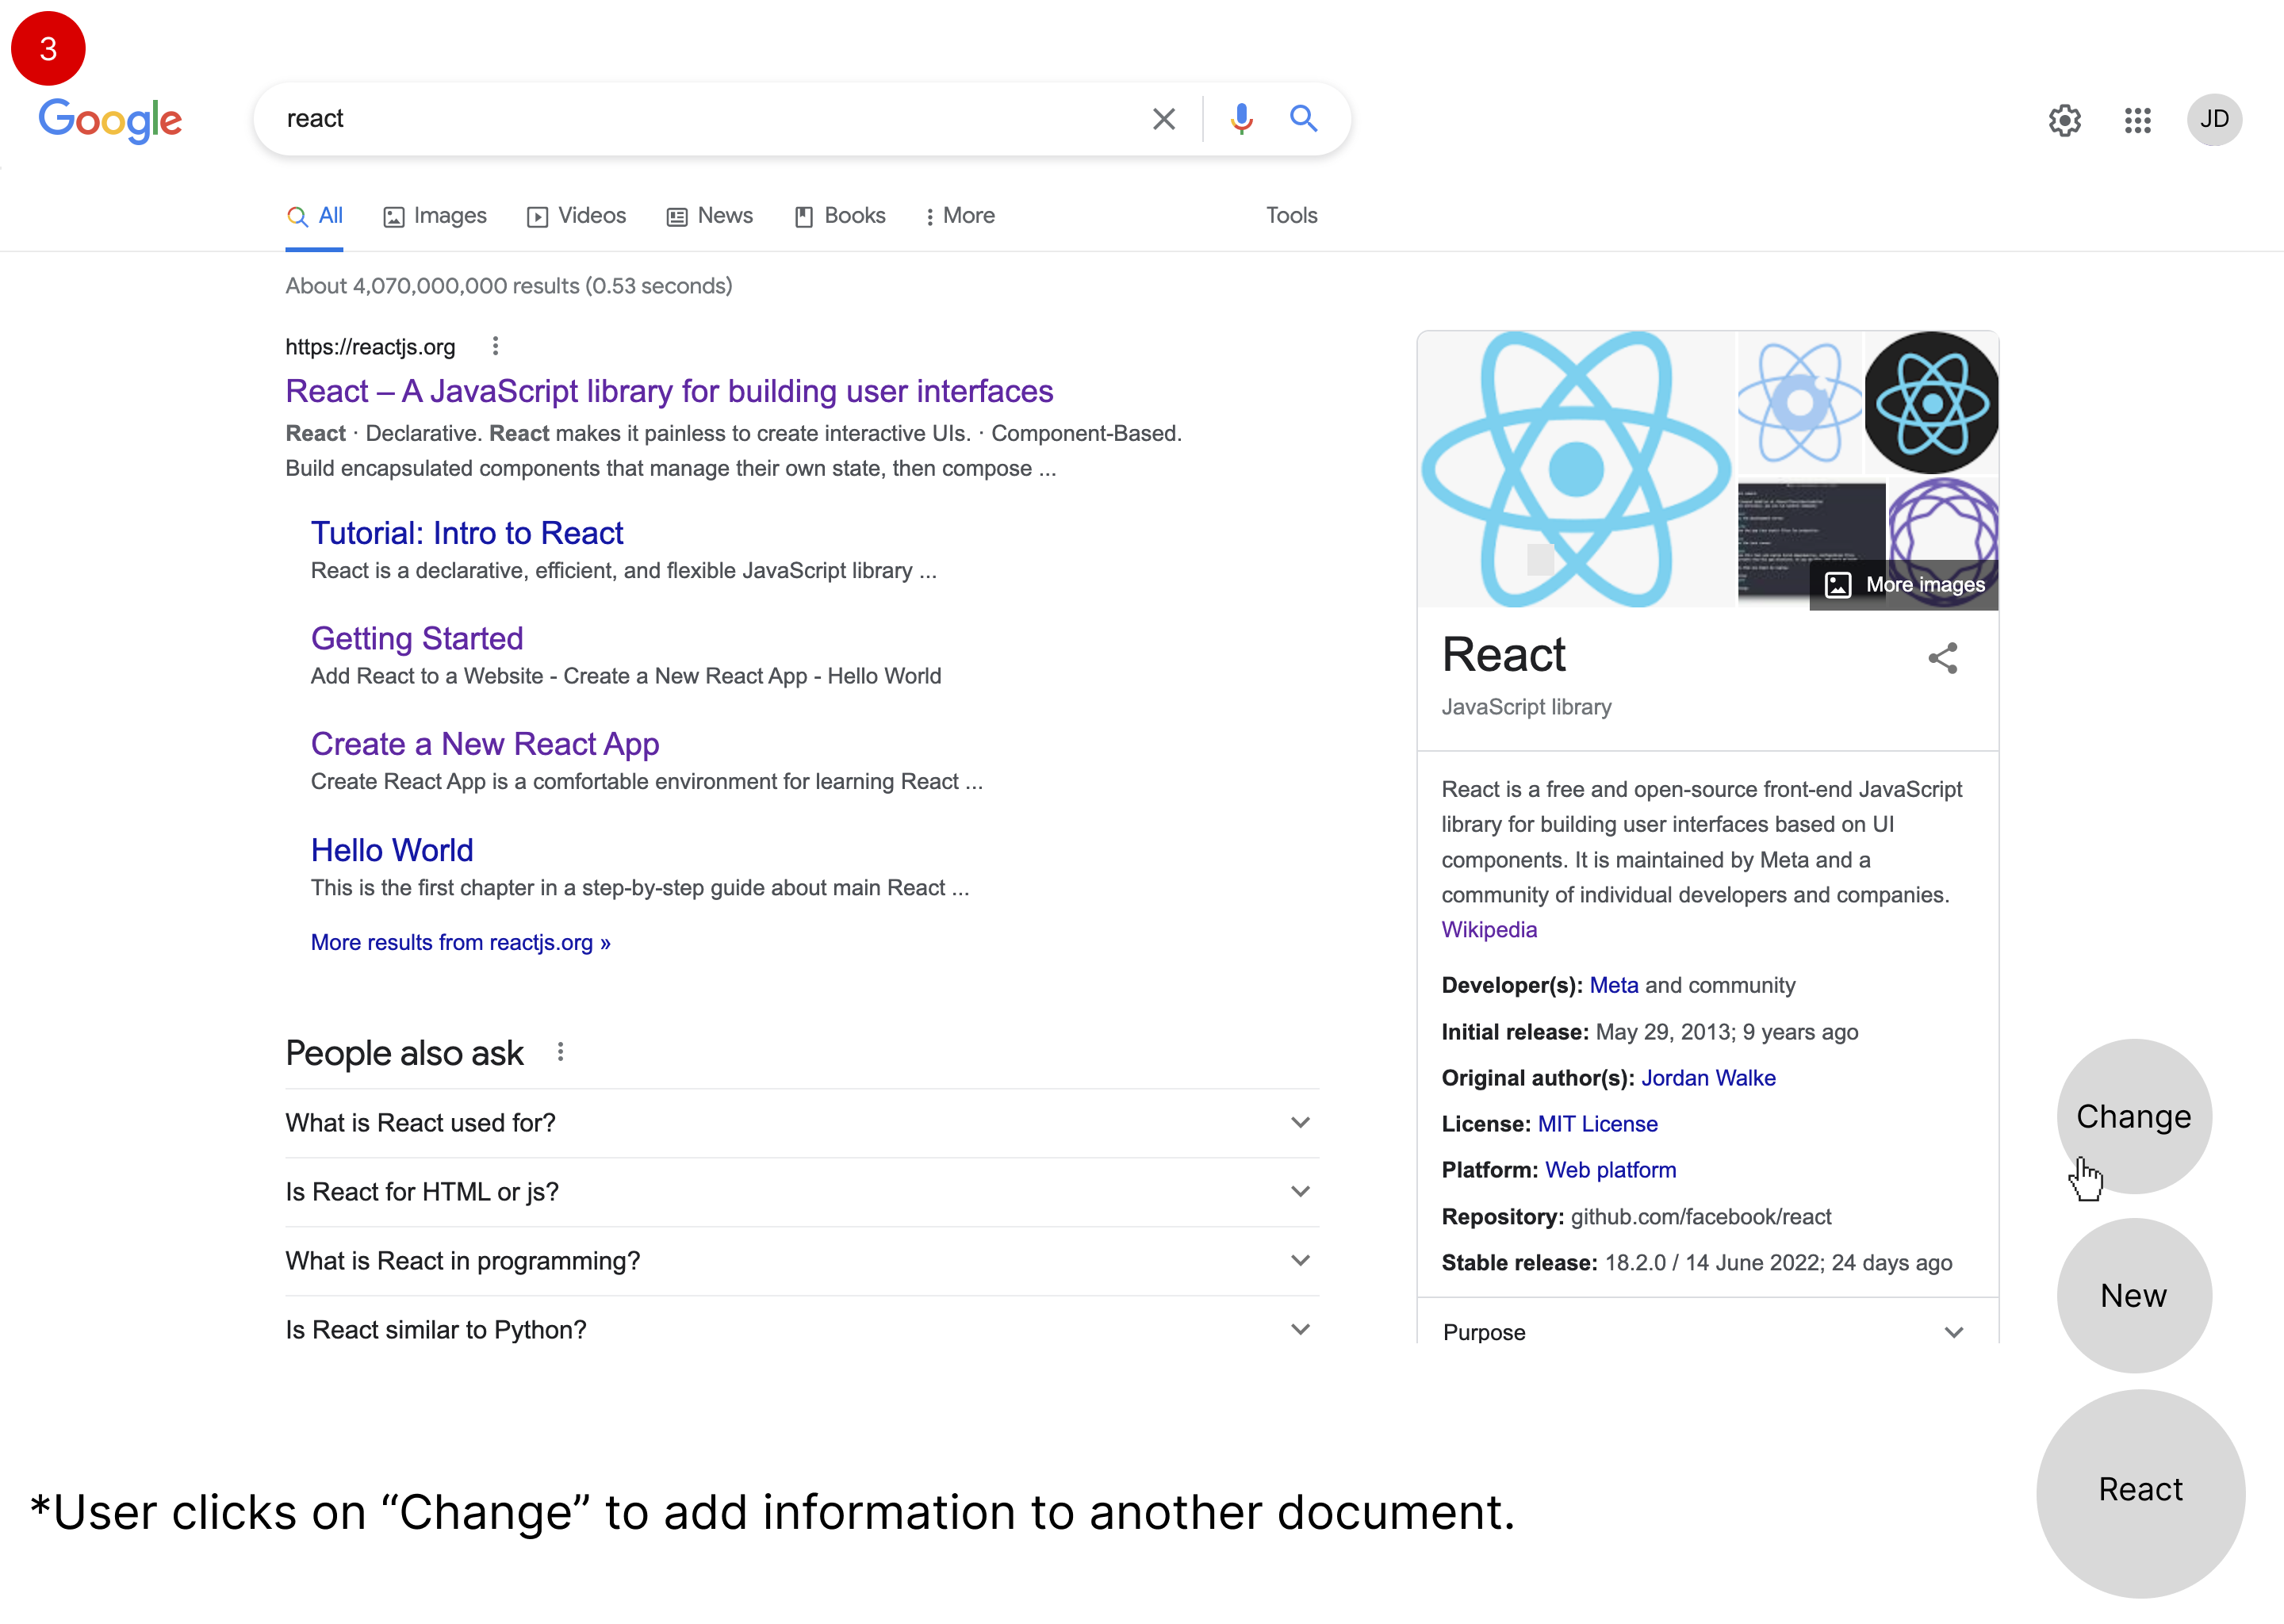 3
Google
react
JD
All
Images
Videos
News
Books
More
Tools
About 4,070,000,000 results (0.53 seconds)
https://reactjs.org
React – A JavaScript library for building user interfaces
React · Declarative. React makes it painless to create interactive UIs. · Component-Based.
Build encapsulated components that manage their own state, then compose ...
Tutorial: Intro to React
React is a declarative, efficient, and flexible JavaScript library ...
Getting Started
Add React to a Website - Create a New React App - Hello World
Create a New React App
Create React App is a comfortable environment for learning React ...
Hello World
This is the first chapter in a step-by-step guide about main React ...
More results from reactjs.org »
People also ask
What is React used for?
Is React for HTML or js?
What is React in programming?
Is React similar to Python?
More images
React
JavaScript library
React is a free and open-source front-end JavaScript
library for building user interfaces based on UI
components. It is maintained by Meta and a
community of individual developers and companies.
Wikipedia
Developer(s): Meta and community
Initial release: May 29, 2013; 9 years ago
Original author(s): Jordan Walke
License: MIT License
Platform: Web platform
Repository: github.com/facebook/react
Stable release: 18.2.0 / 14 June 2022; 24 days ago
Purpose
Change
New
React
*User clicks on “Change” to add information to another document.